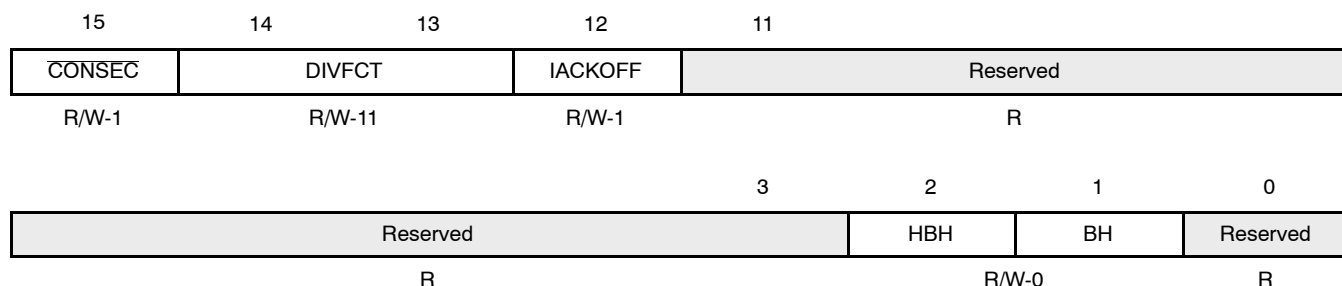 15 14 13 12 11
C̅O̅N̅S̅E̅C̅ DIVFCT IACKOFF Reserved
R/W-1 R/W-11 R/W-1 R
3 2 1 0
Reserved HBH BH Reserved
R R/W-0 R